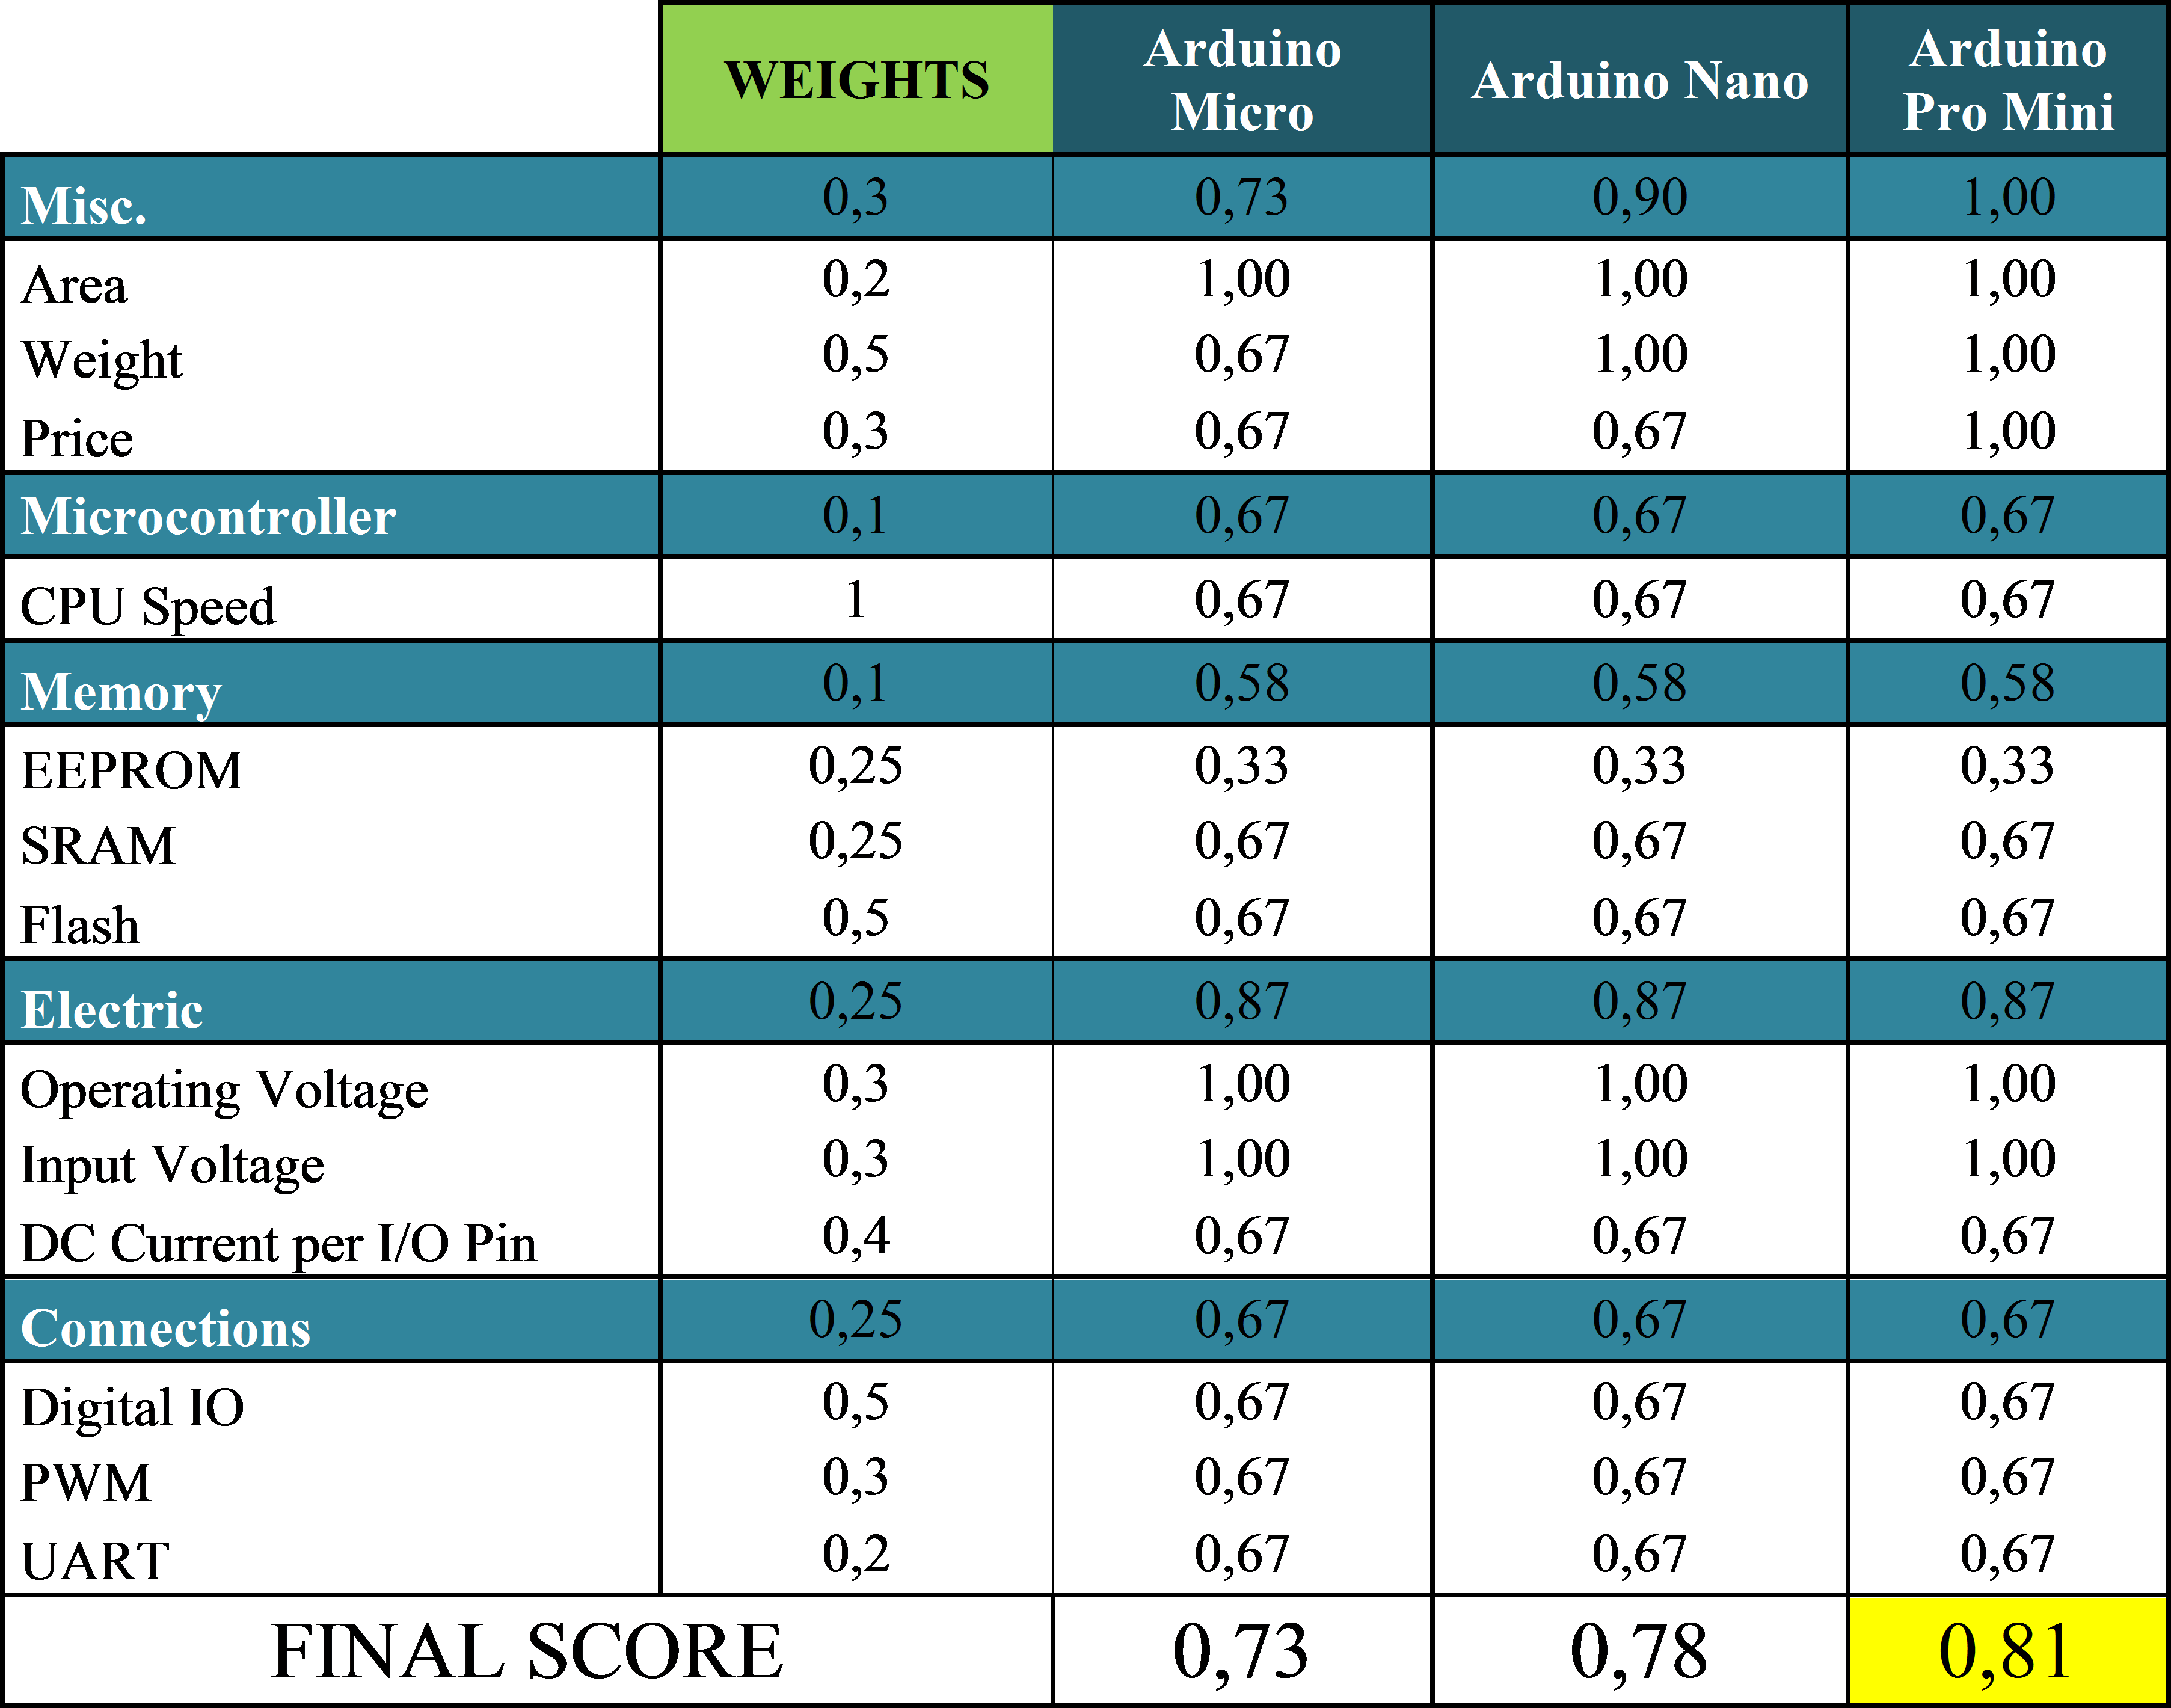 WEIGHTS Arduino Micro Arduino Nano Arduino Pro Mini
Misc. 0,3 0,73 0,90 1,00
Area 0,2 1,00 1,00 1,00
Weight 0,5 0,67 1,00 1,00
Price 0,3 0,67 0,67 1,00
Microcontroller 0,1 0,67 0,67 0,67
CPU Speed 1 0,67 0,67 0,67
Memory 0,1 0,58 0,58 0,58
EEPROM 0,25 0,33 0,33 0,33
SRAM 0,25 0,67 0,67 0,67
Flash 0,5 0,67 0,67 0,67
Electric 0,25 0,87 0,87 0,87
Operating Voltage 0,3 1,00 1,00 1,00
Input Voltage 0,3 1,00 1,00 1,00
DC Current per I/O Pin 0,4 0,67 0,67 0,67
Connections 0,25 0,67 0,67 0,67
Digital IO 0,5 0,67 0,67 0,67
PWM 0,3 0,67 0,67 0,67
UART 0,2 0,67 0,67 0,67
FINAL SCORE 0,73 0,78 0,81